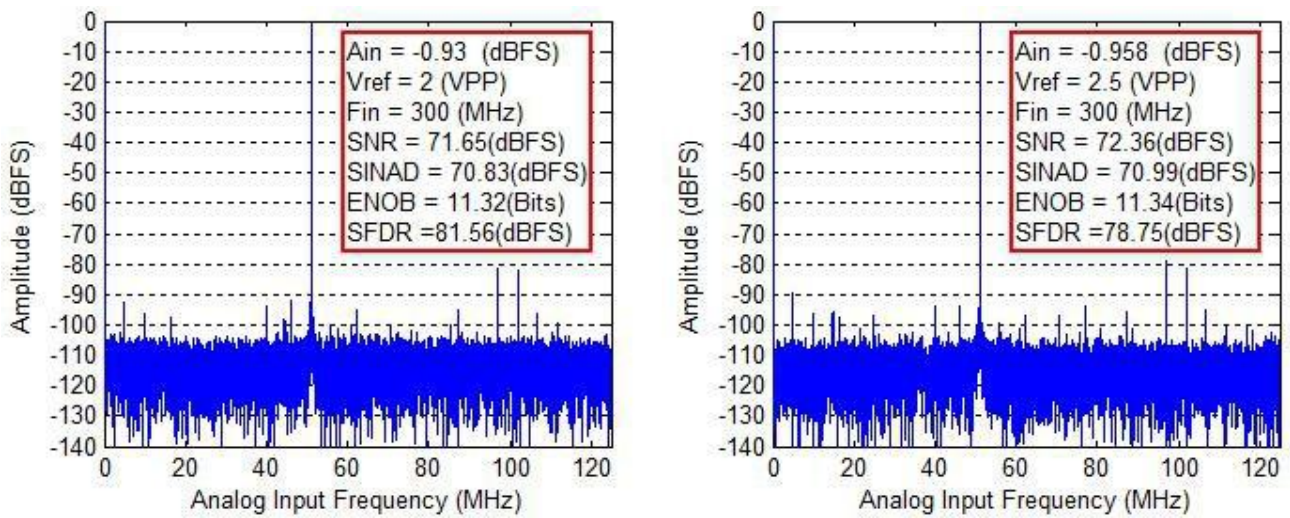 0
-10
-20
-30
-40
-50
-60
-70
-80
-90
-100
-110
-120
-130
-140
Amplitude (dBFS)
Ain = -0.93 (dBFS)
Vref = 2 (VPP)
Fin = 300 (MHz)
SNR = 71.65(dBFS)
SINAD = 70.83(dBFS)
ENOB = 11.32(Bits)
SFDR =81.56(dBFS)
0 20 40 60 80 100 120
Analog Input Frequency (MHz)
0
-10
-20
-30
-40
-50
-60
-70
-80
-90
-100
-110
-120
-130
-140
Amplitude (dBFS)
Ain = -0.958 (dBFS)
Vref = 2.5 (VPP)
Fin = 300 (MHz)
SNR = 72.36(dBFS)
SINAD = 70.99(dBFS)
ENOB = 11.34(Bits)
SFDR =78.75(dBFS)
0 20 40 60 80 100 120
Analog Input Frequency (MHz)